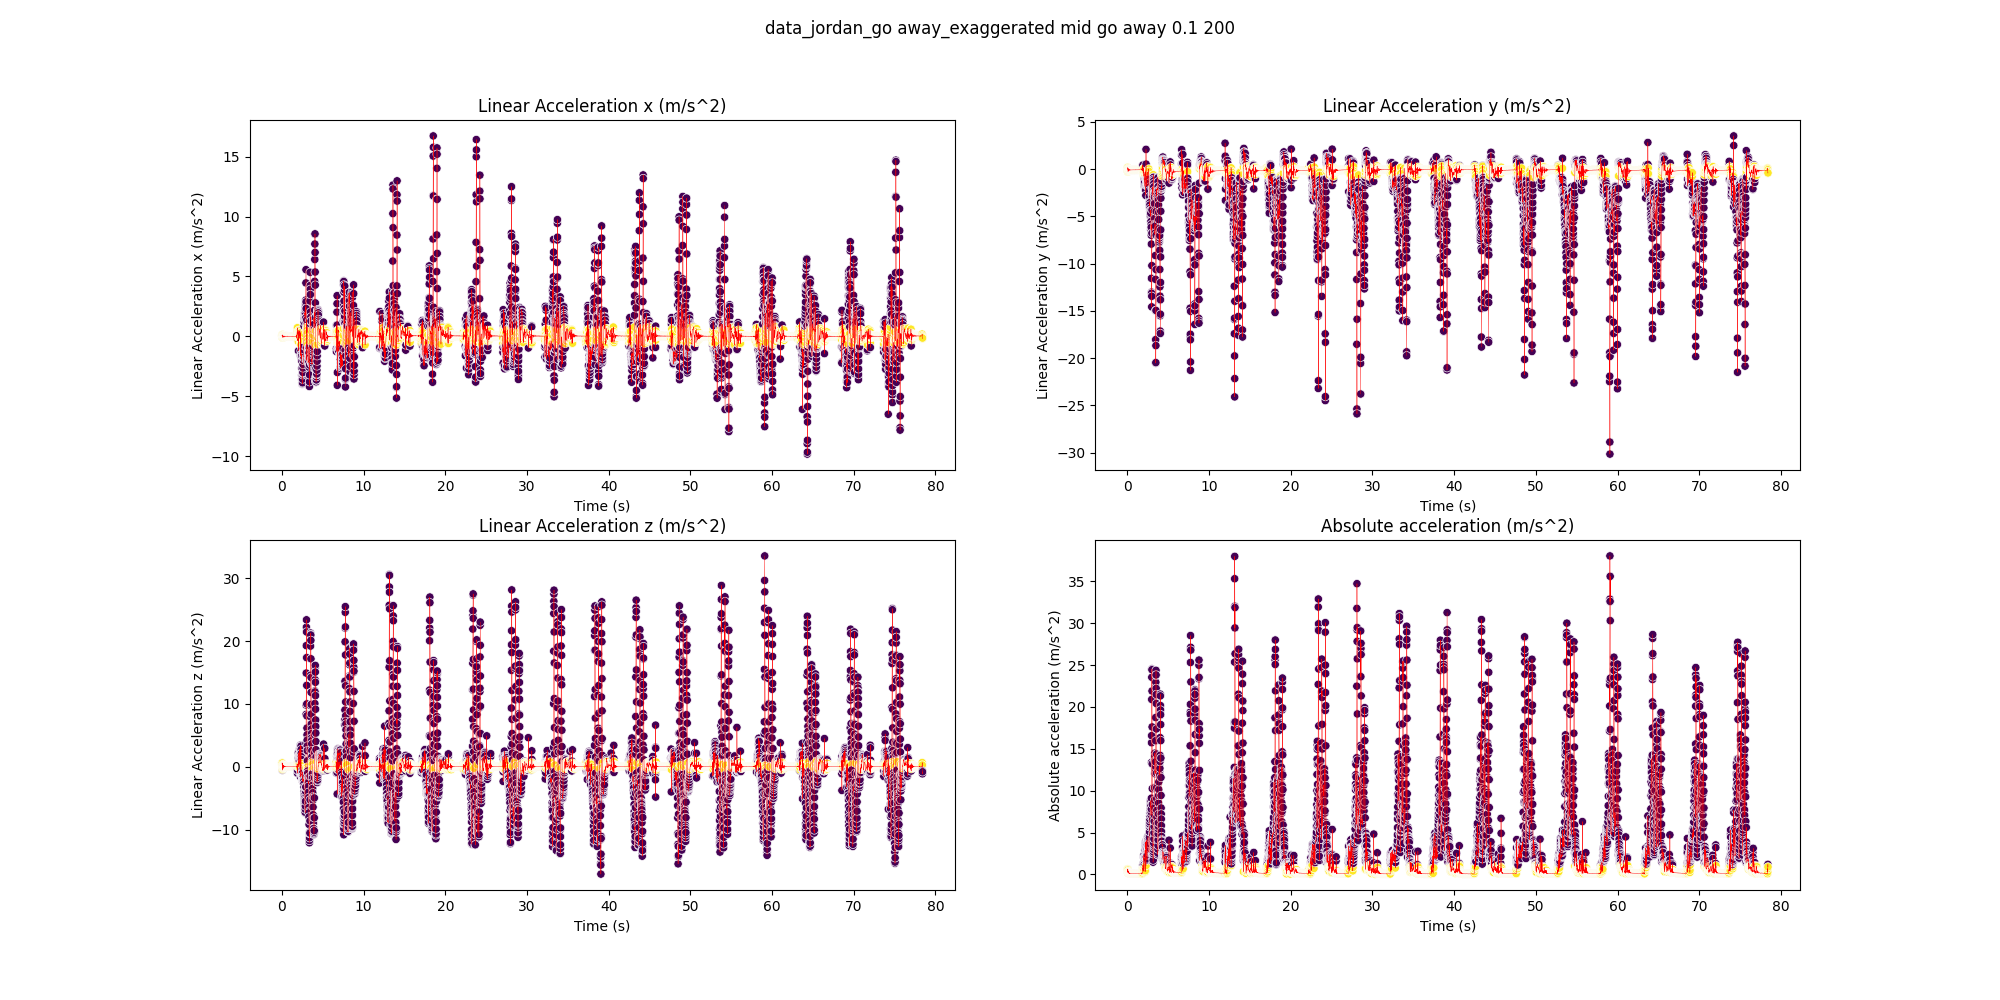 data_jordan_go away_exaggerated mid go away 0.1 200
Linear Acceleration x (m/s^2)
Linear Acceleration x (m/s^2)
15
10
5
0
−5
−10
0 10 20 30 40 50 60 70 80
Time (s)
Linear Acceleration y (m/s^2)
Linear Acceleration y (m/s^2)
5
0
−5
−10
−15
−20
−25
−30
0 10 20 30 40 50 60 70 80
Time (s)
Linear Acceleration z (m/s^2)
Linear Acceleration z (m/s^2)
30
20
10
0
−10
0 10 20 30 40 50 60 70 80
Time (s)
Absolute acceleration (m/s^2)
Absolute acceleration (m/s^2)
35
30
25
20
15
10
5
0
0 10 20 30 40 50 60 70 80
Time (s)